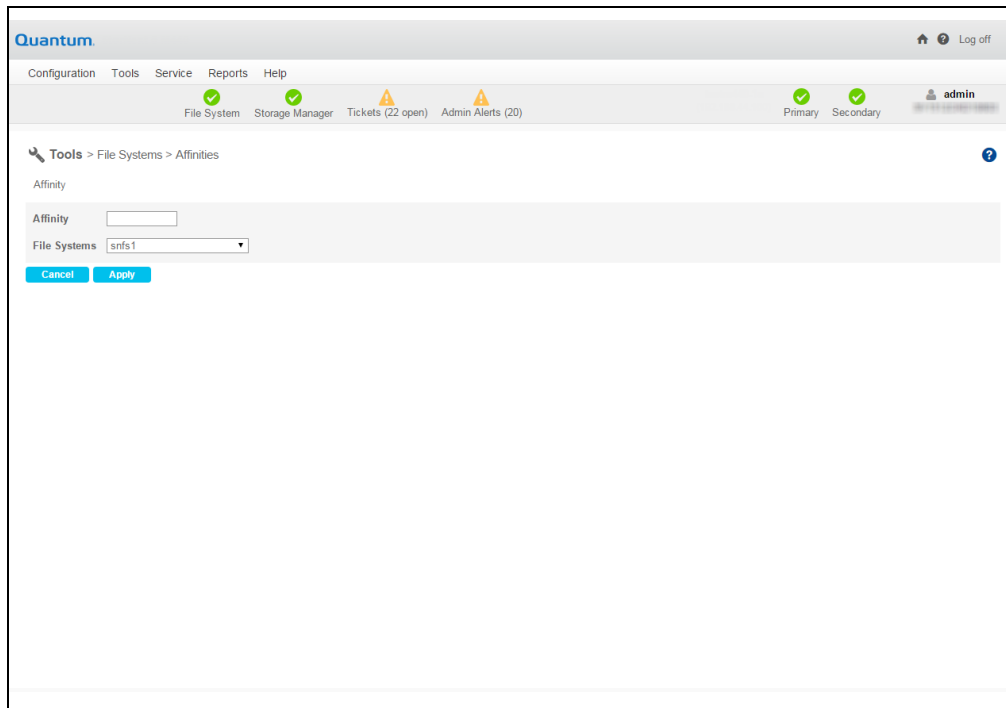 Quantum.
Log off
Configuration Tools Service Reports Help
File System Storage Manager Tickets (22 open) Admin Alerts (20) Primary Secondary admin
Tools > File Systems > Affinities
Affinity
Affinity
File Systems snfs1
Cancel Apply